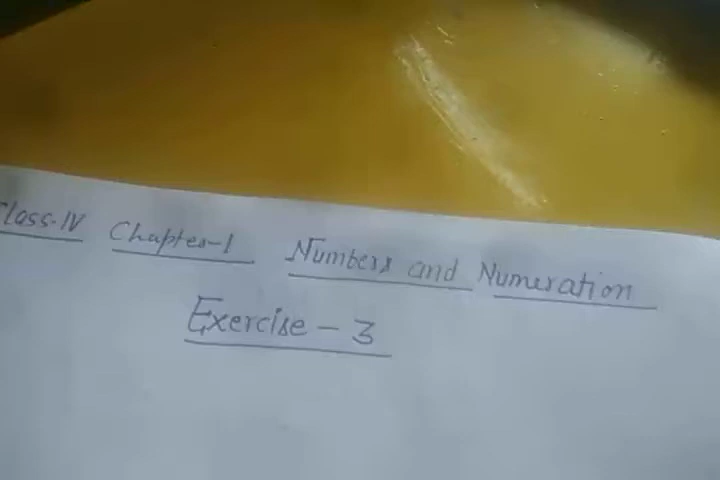 Class-IV Chapter-1 Numbers and Numeration
Exercise - 3